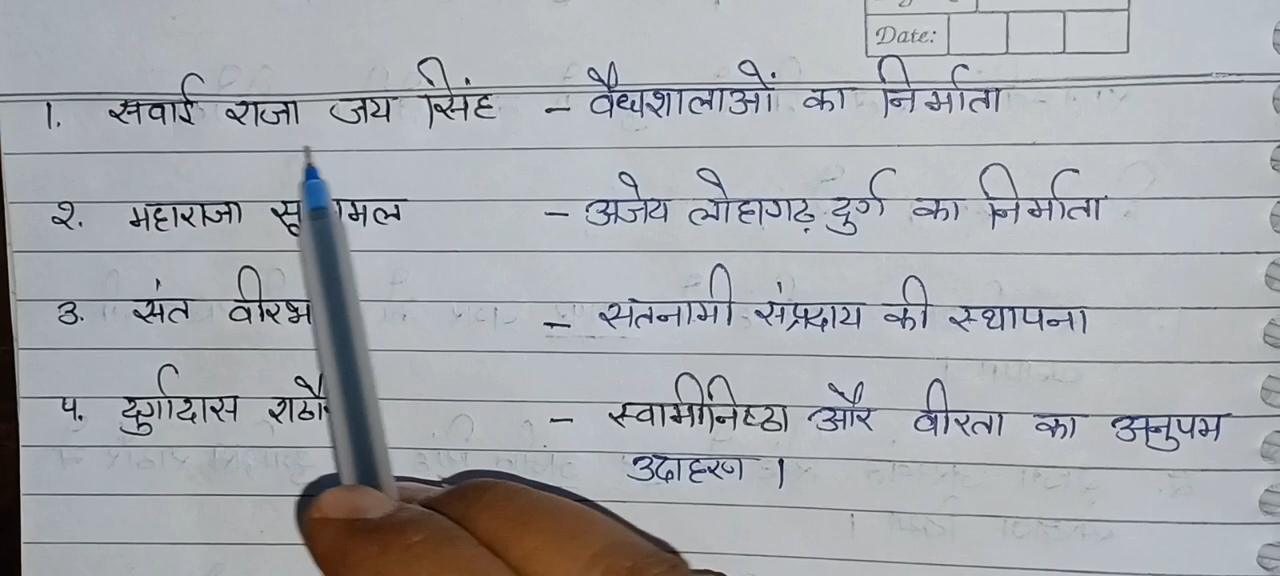 Date:
1. सवाई राजा जय सिंह - वैधशालाओं का निर्माता
2. महाराजा - अजेय लोहागढ़ दुर्ग का निर्माता
3. संत - सतनामी संप्रदाय की स्थापना
4. दुर्गादास - स्वामीनिष्ठा और वीरता का अनुपम
उदाहरण ।